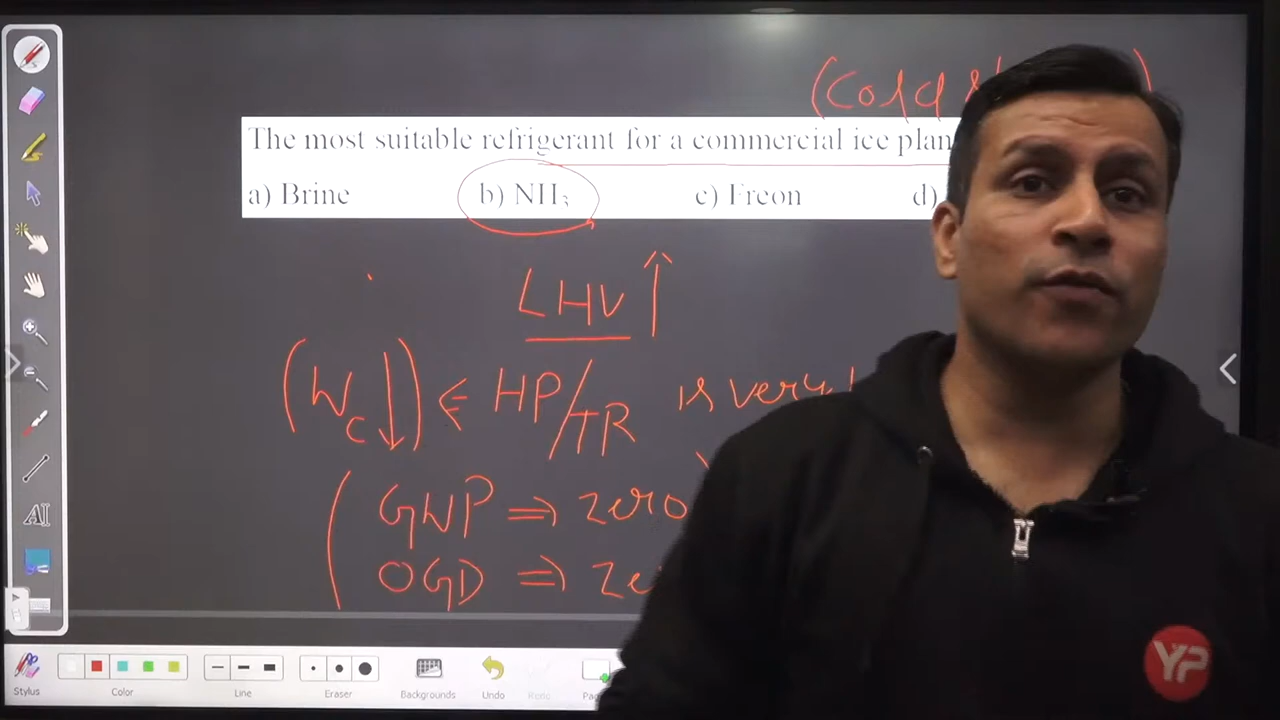 (Cold
The most suitable refrigerant for a commercial ice plan
a) Brine b) NH₃ c) Freon d)
LHV ↑
(Wc↓) ⋲ HP/TR is very
GWP ⇒ zero
OGD ⇒ ze
AI
Stylus Color Line Eraser Backgrounds Undo Redo
YP